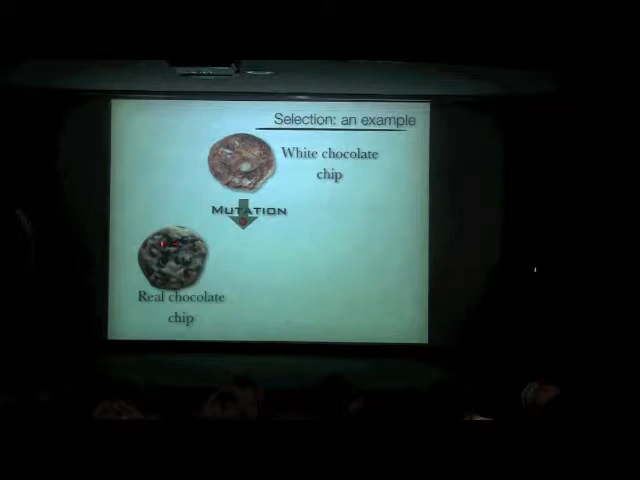 Selection: an example
White chocolate
chip
MUTATION
Real chocolate
chip